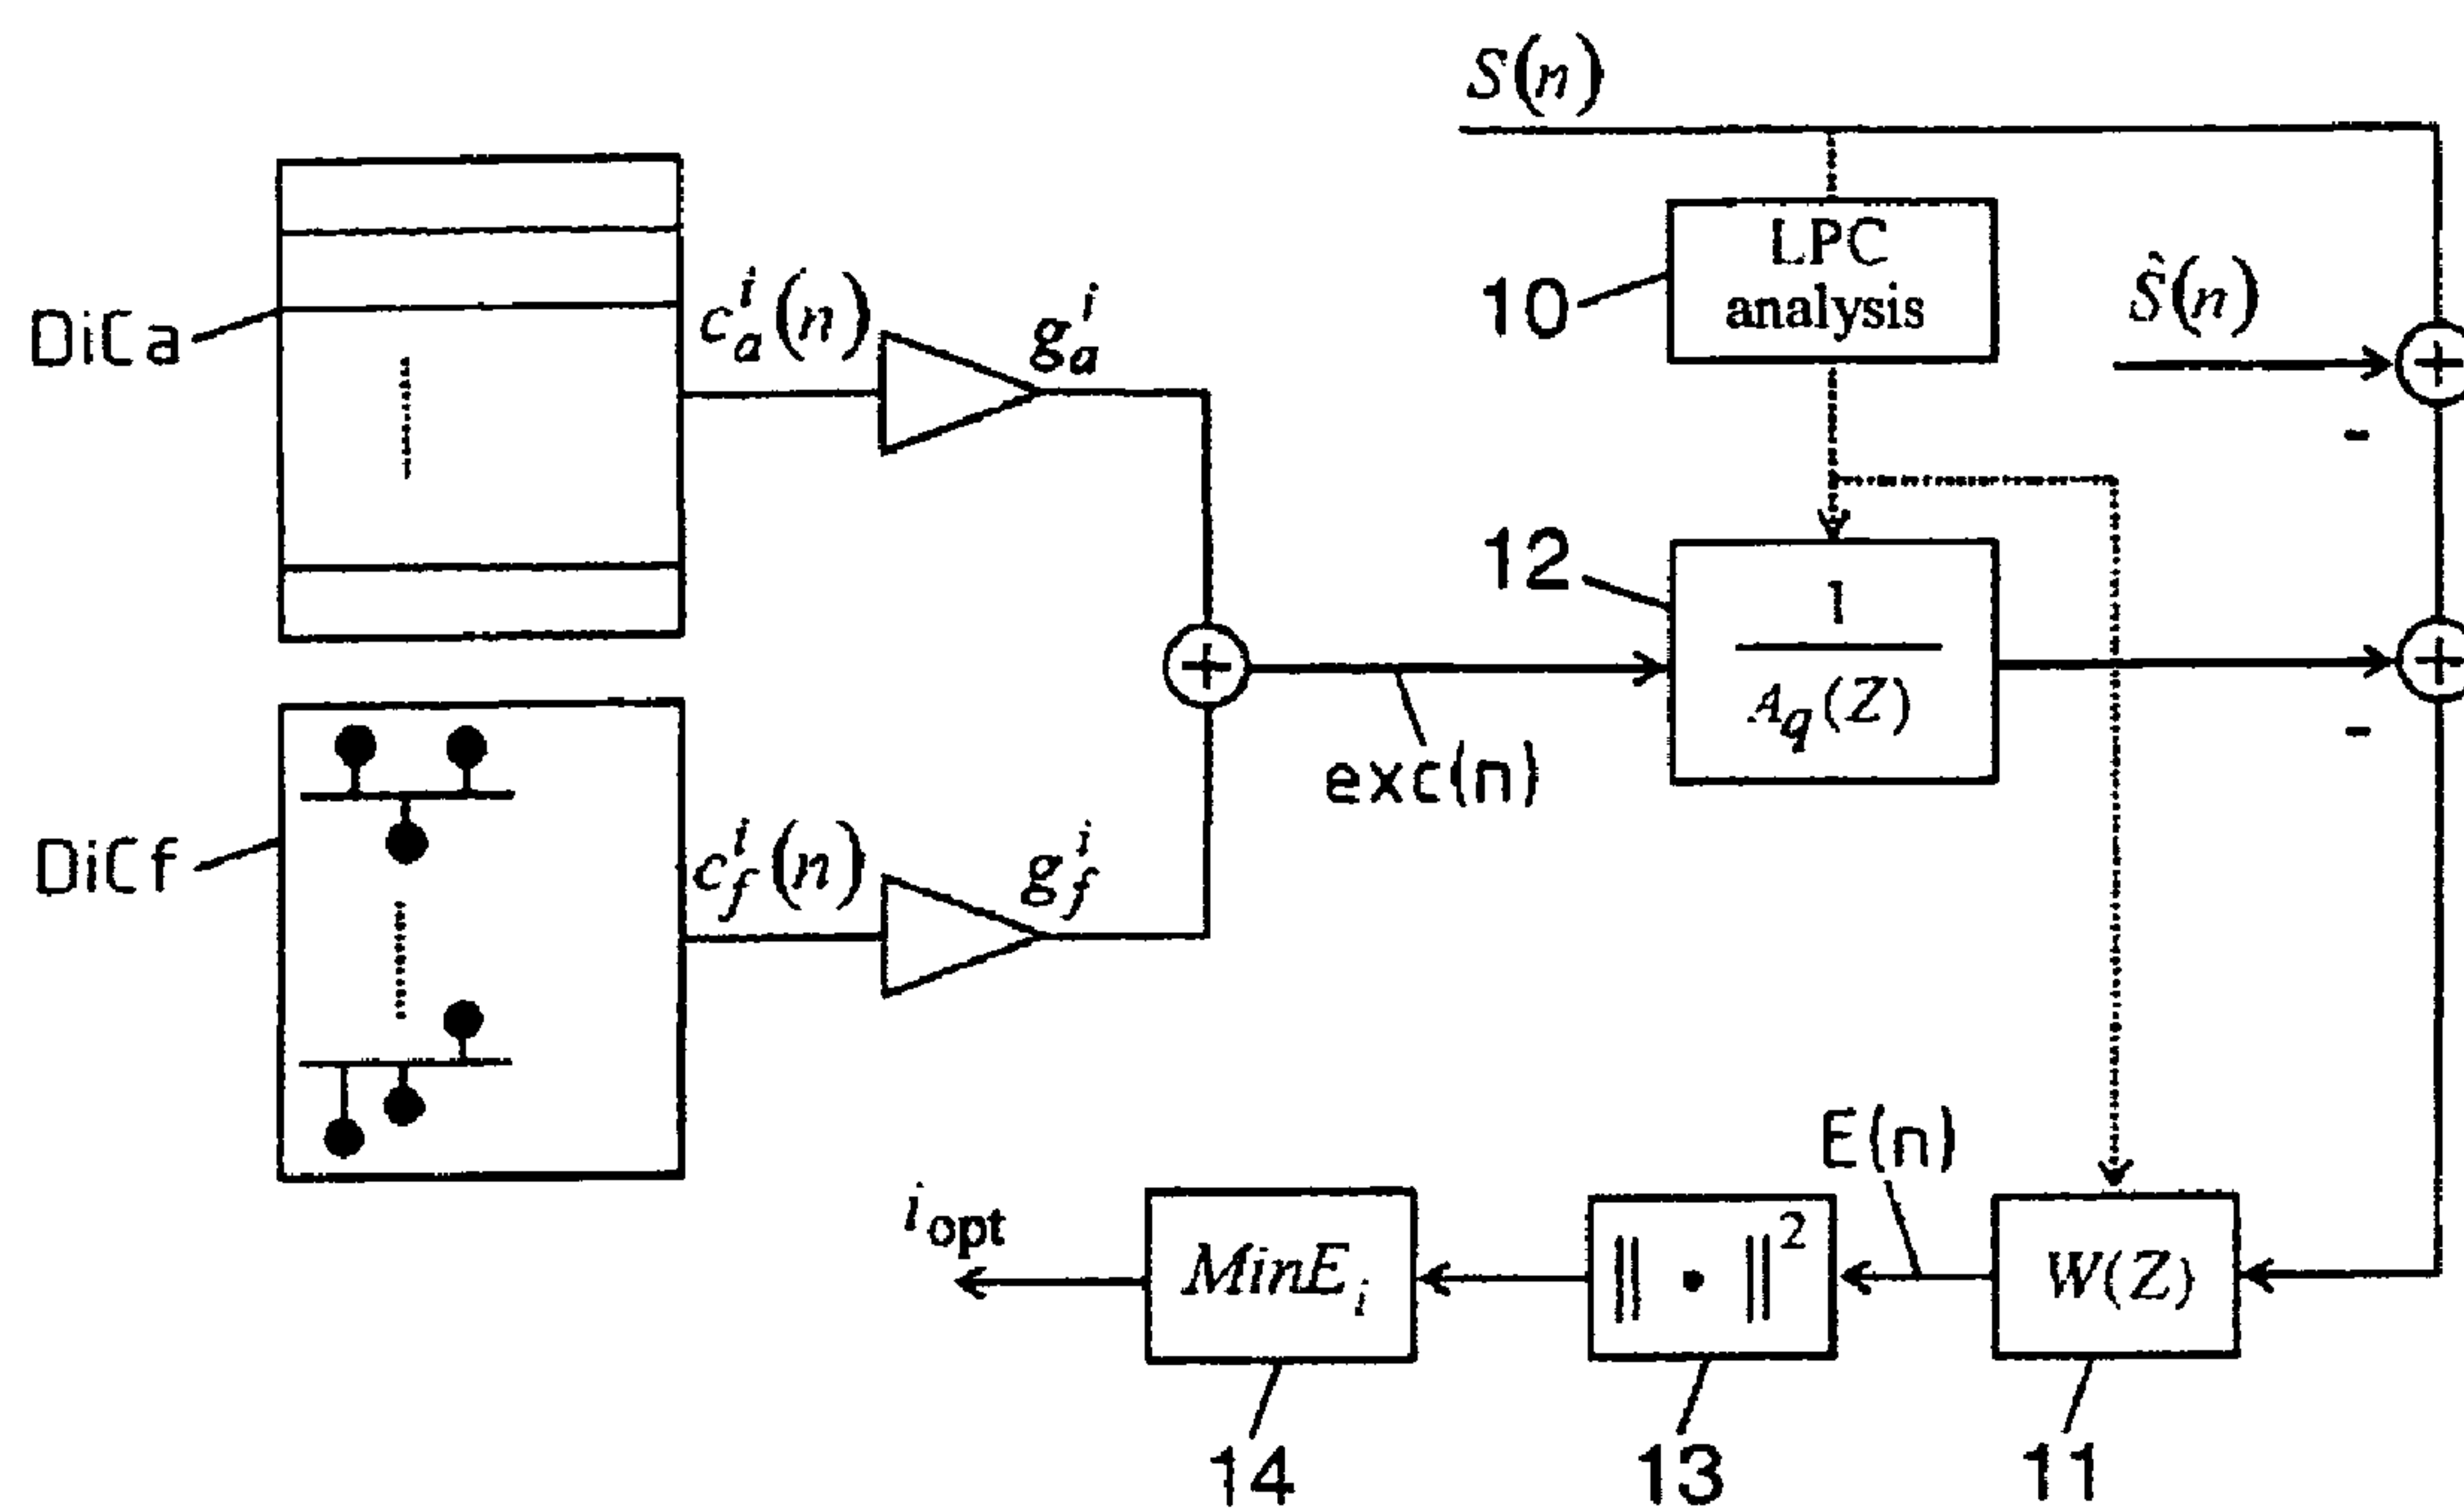 S(n)
LPC
analysis
10
Ŝ(n)
DiCa
c_a^i(n)
g_a^i
-
12
1
A_q(Z)
exc(n)
-
DiCf
c_f^i(n)
g_f^i
E(n)
i_opt
MinE_i
‖ • ‖^2
W(Z)
14
13
11